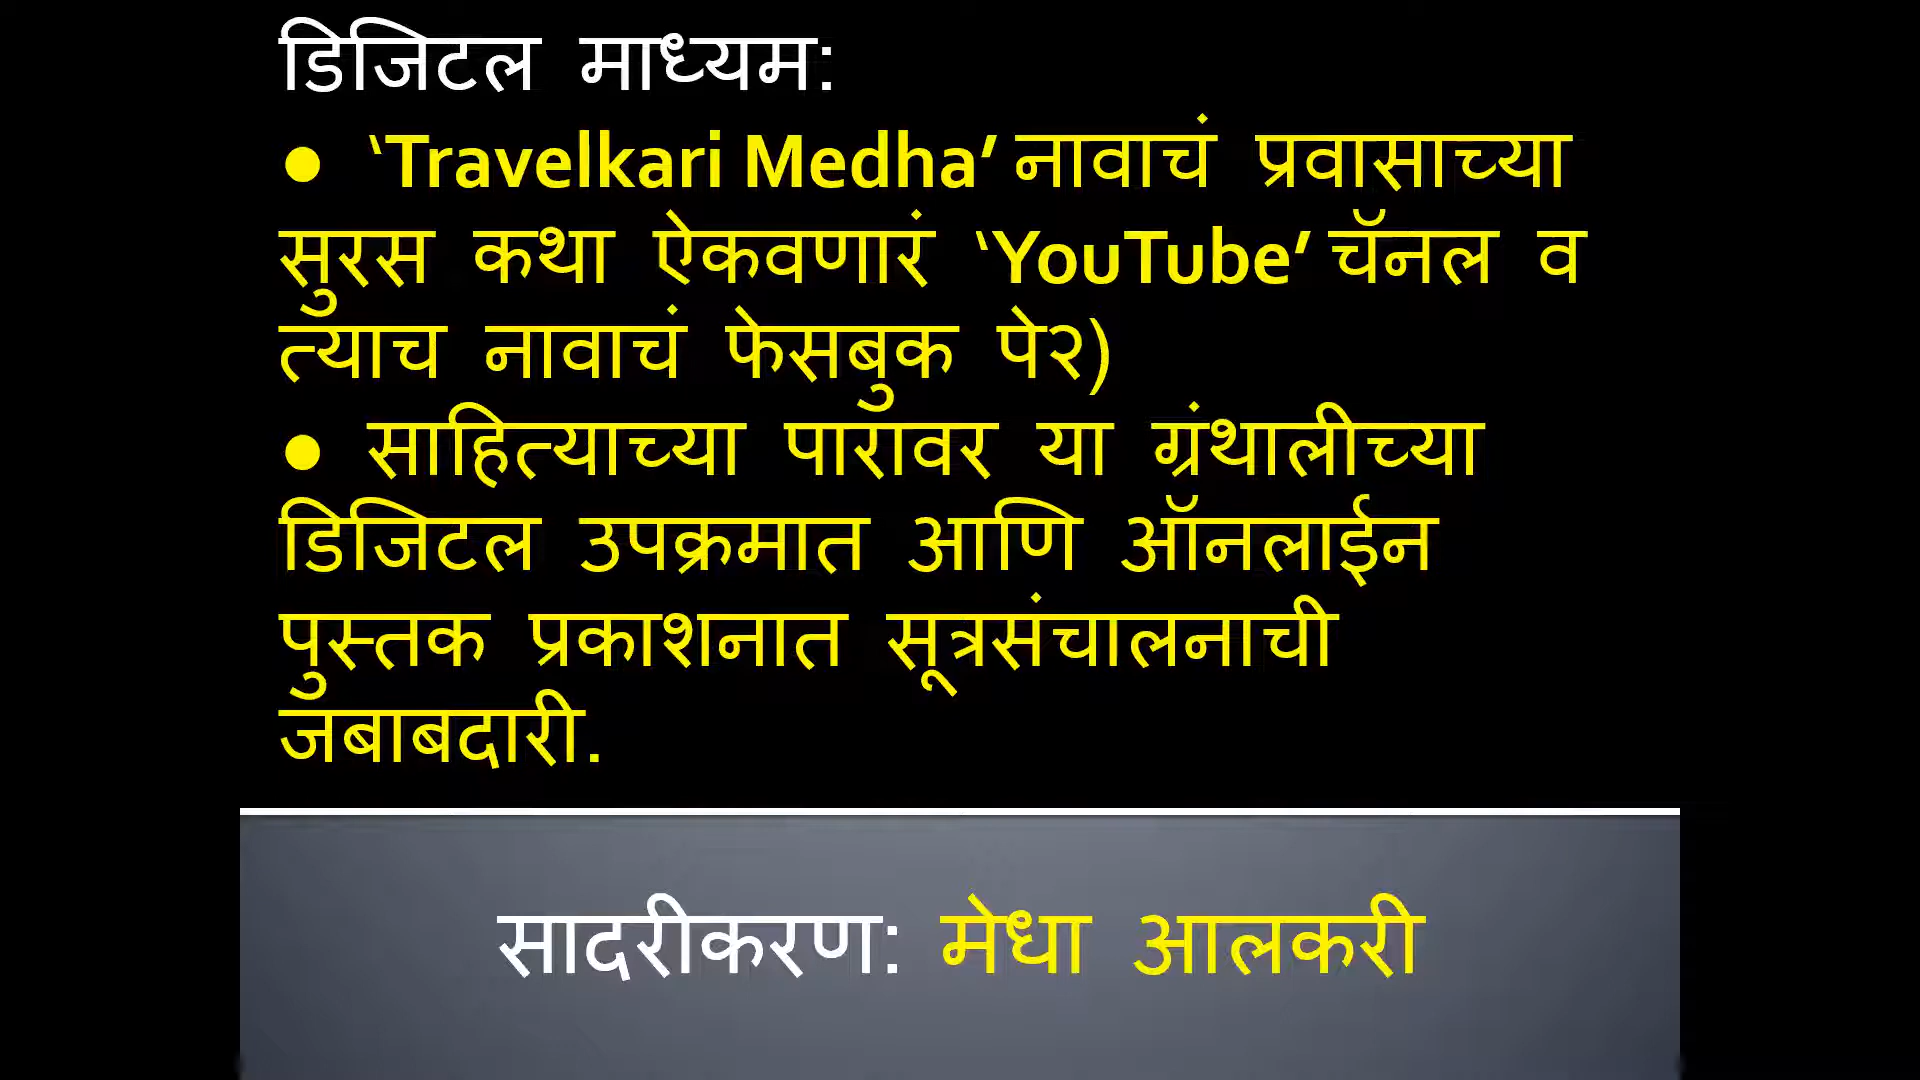 डिजिटल माध्यम:
● ‘Travelkari Medha’ नावाचं प्रवासाच्या
सुरस कथा ऐकवणारं ‘YouTube’ चॅनल व
त्याच नावाचं फेसबुक पे२)
● साहित्याच्या पारावर या ग्रंथालीच्या
डिजिटल उपक्रमात आणि ऑनलाईन
पुस्तक प्रकाशनात सूत्रसंचालनाची
जबाबदारी.
सादरीकरण: मेधा आलकरी